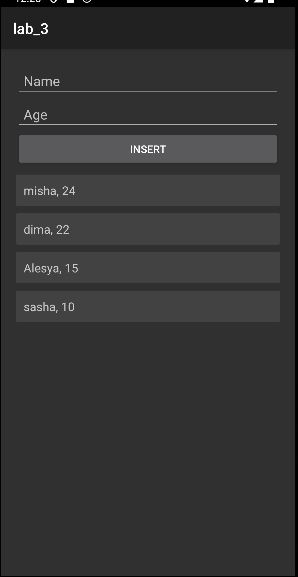 lab_3
Name
Age
INSERT
misha, 24
dima, 22
Alesya, 15
sasha, 10